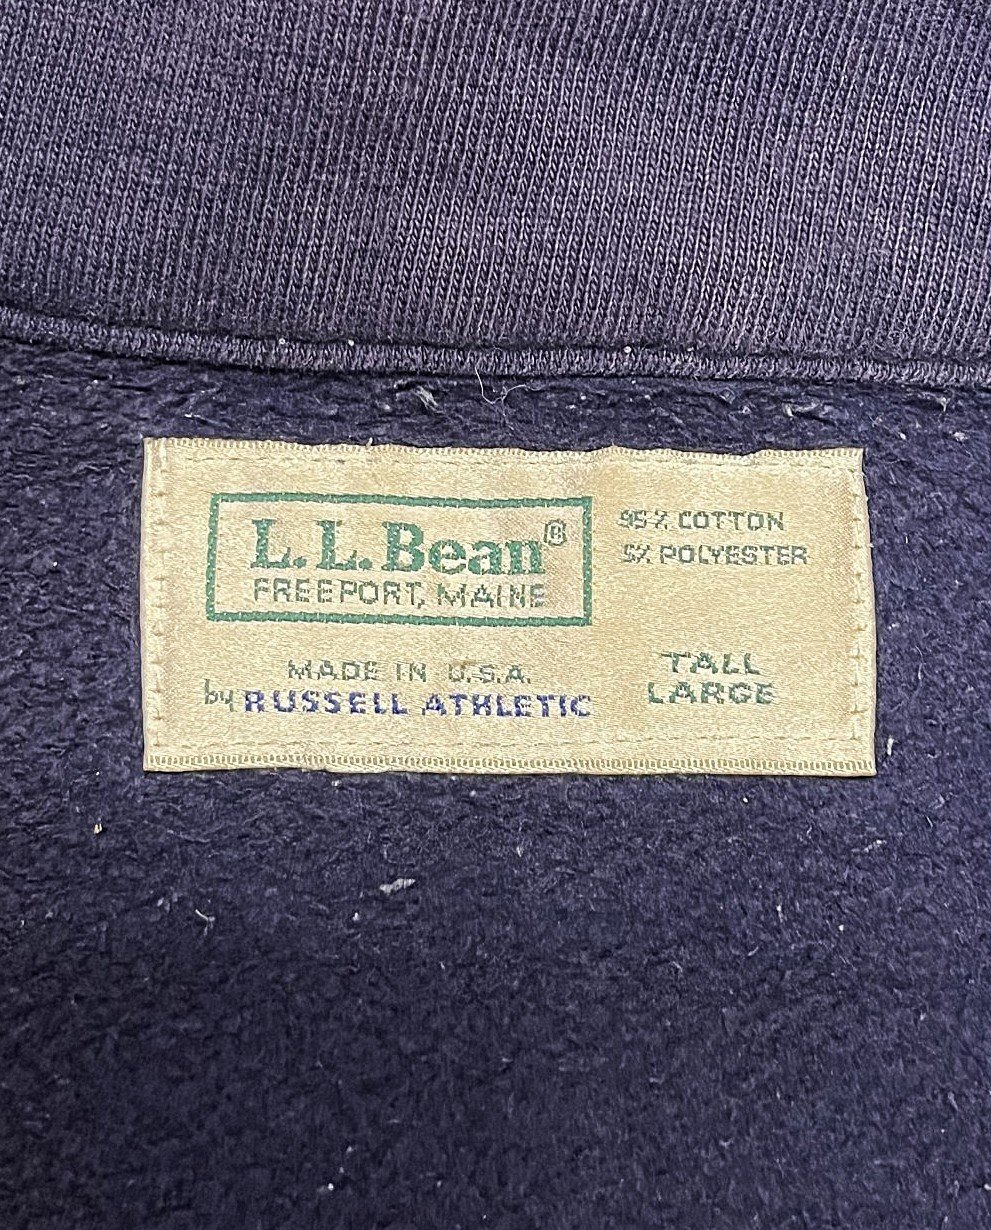 L.L.Bean®
FREEPORT, MAINE
MADE IN U.S.A.
by RUSSELL ATHLETIC
95% COTTON
5% POLYESTER
TALL
LARGE